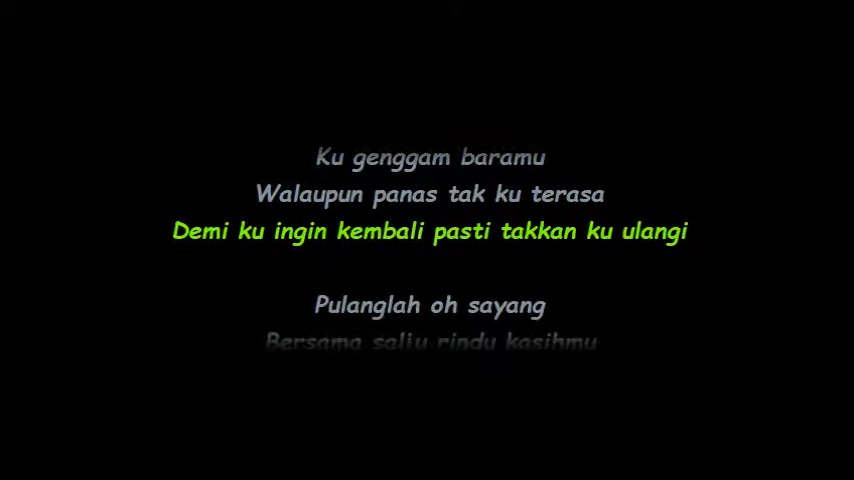 Ku genggam baramu
Walaupun panas tak ku terasa
Demi ku ingin kembali pasti takkan ku ulangi
Pulanglah oh sayang
Bersama salju rindu kasihmu